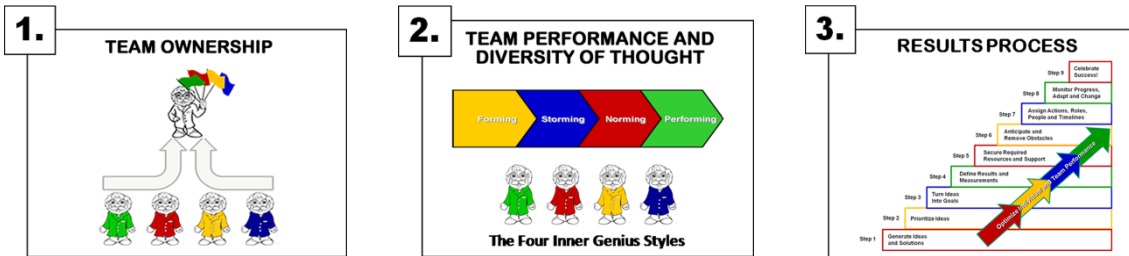 1.
TEAM OWNERSHIP
2.
TEAM PERFORMANCE AND
DIVERSITY OF THOUGHT
Forming
Storming
Norming
Performing
The Four Inner Genius Styles
3.
RESULTS PROCESS
Step 9
Celebrate
Success!
Step 8
Monitor Progress,
Adapt and Change
Step 7
Assign Actions, Roles,
People and Timelines
Step 6
Anticipate and
Remove Obstacles
Step 5
Secure Required
Resources and Support
Step 4
Define Results and
Measurements
Step 3
Turn Ideas
Into Goals
Step 2
Prioritize Ideas
Step 1
Generate Ideas
and Solutions
Optimize Individual and Team Performance